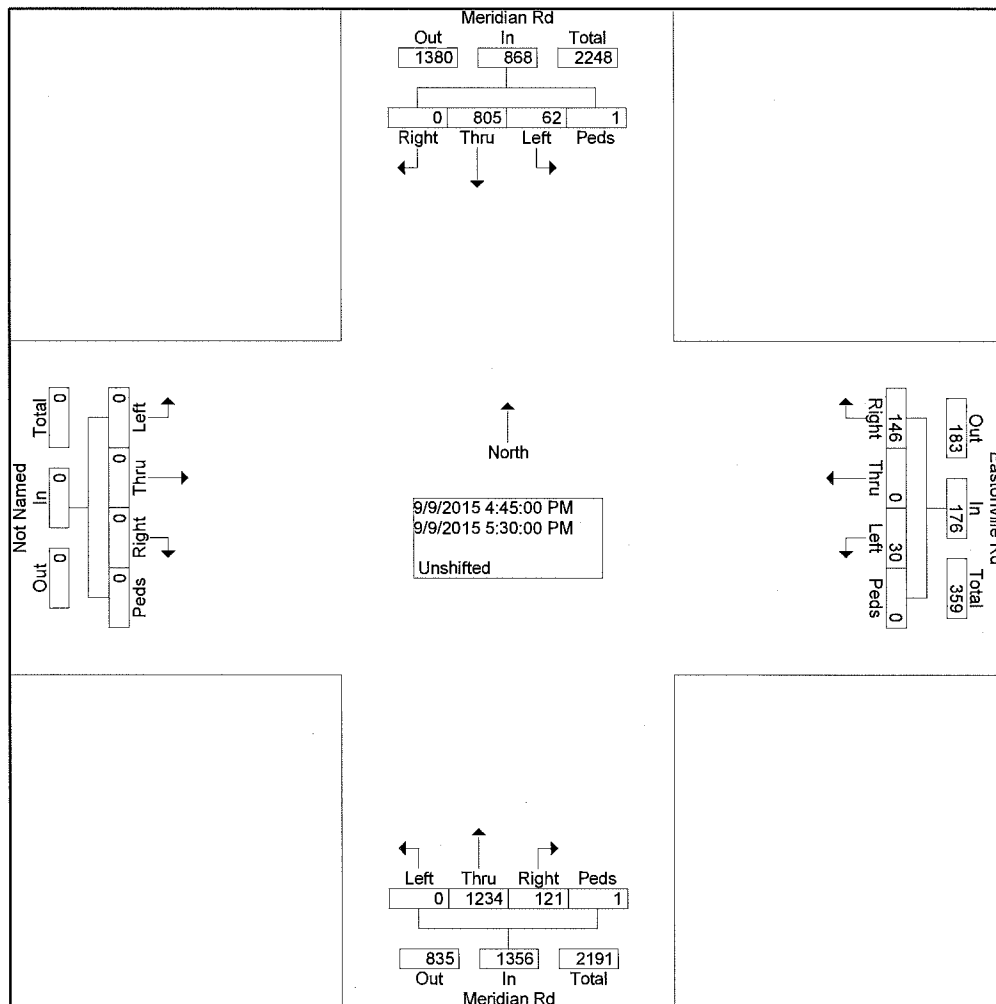 Meridian Rd
Out In Total
1380 868 2248
0 805 62 1
Right Thru Left Peds
Not Named
Out In Total
0 0 0
Peds Right Thru Left
0 0 0 0
North
9/9/2015 4:45:00 PM
9/9/2015 5:30:00 PM
Unshifted
Out In Total
183 176 359
Right Thru Left Peds
146 0 30 0
Left Thru Right Peds
0 1234 121 1
835 1356 2191
Out In Total
Meridian Rd